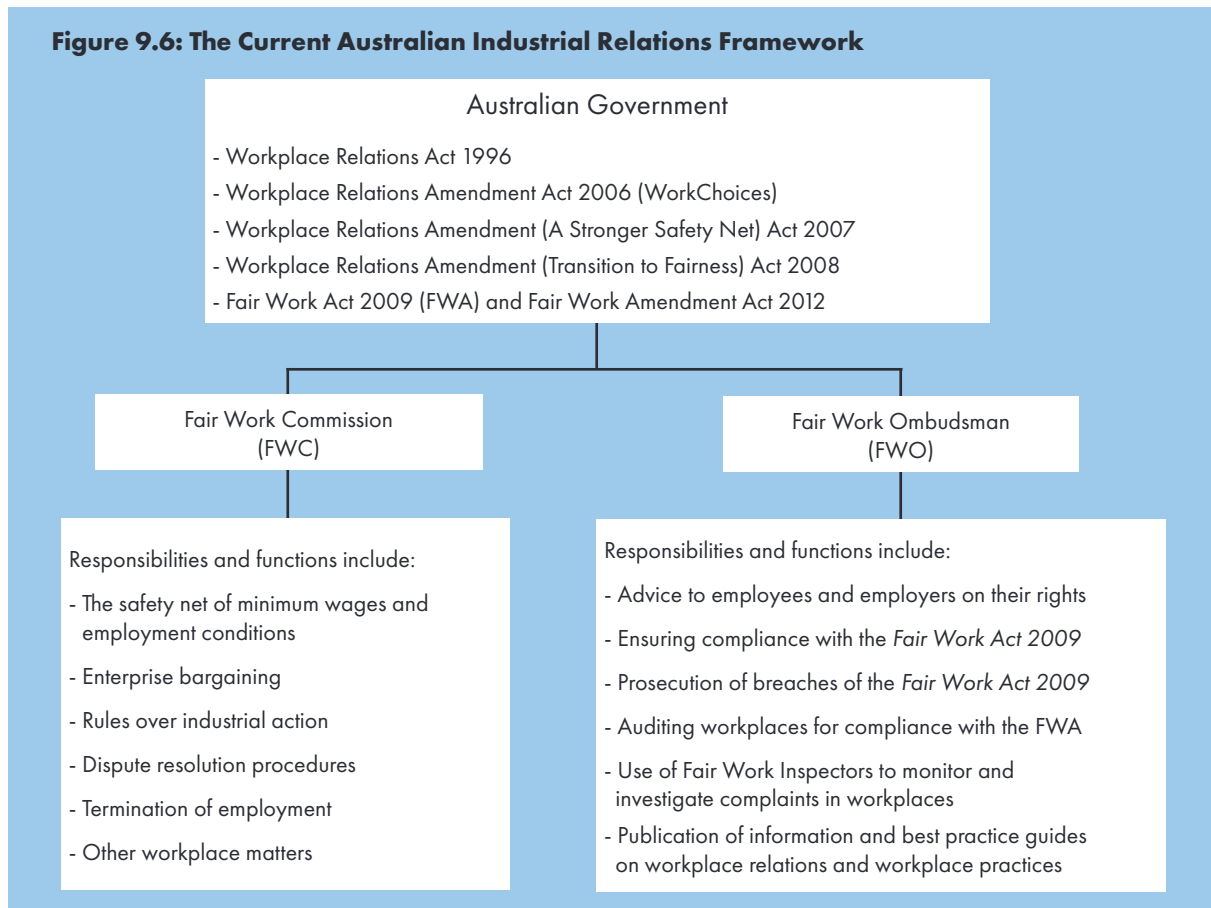 Figure 9.6: The Current Australian Industrial Relations Framework
Australian Government
- Workplace Relations Act 1996
- Workplace Relations Amendment Act 2006 (WorkChoices)
- Workplace Relations Amendment (A Stronger Safety Net) Act 2007
- Workplace Relations Amendment (Transition to Fairness) Act 2008
- Fair Work Act 2009 (FWA) and Fair Work Amendment Act 2012
Fair Work Commission
(FWC)
Responsibilities and functions include:
- The safety net of minimum wages and
employment conditions
- Enterprise bargaining
- Rules over industrial action
- Dispute resolution procedures
- Termination of employment
- Other workplace matters
Fair Work Ombudsman
(FWO)
Responsibilities and functions include:
- Advice to employees and employers on their rights
- Ensuring compliance with the Fair Work Act 2009
- Prosecution of breaches of the Fair Work Act 2009
- Auditing workplaces for compliance with the FWA
- Use of Fair Work Inspectors to monitor and
investigate complaints in workplaces
- Publication of information and best practice guides
on workplace relations and workplace practices